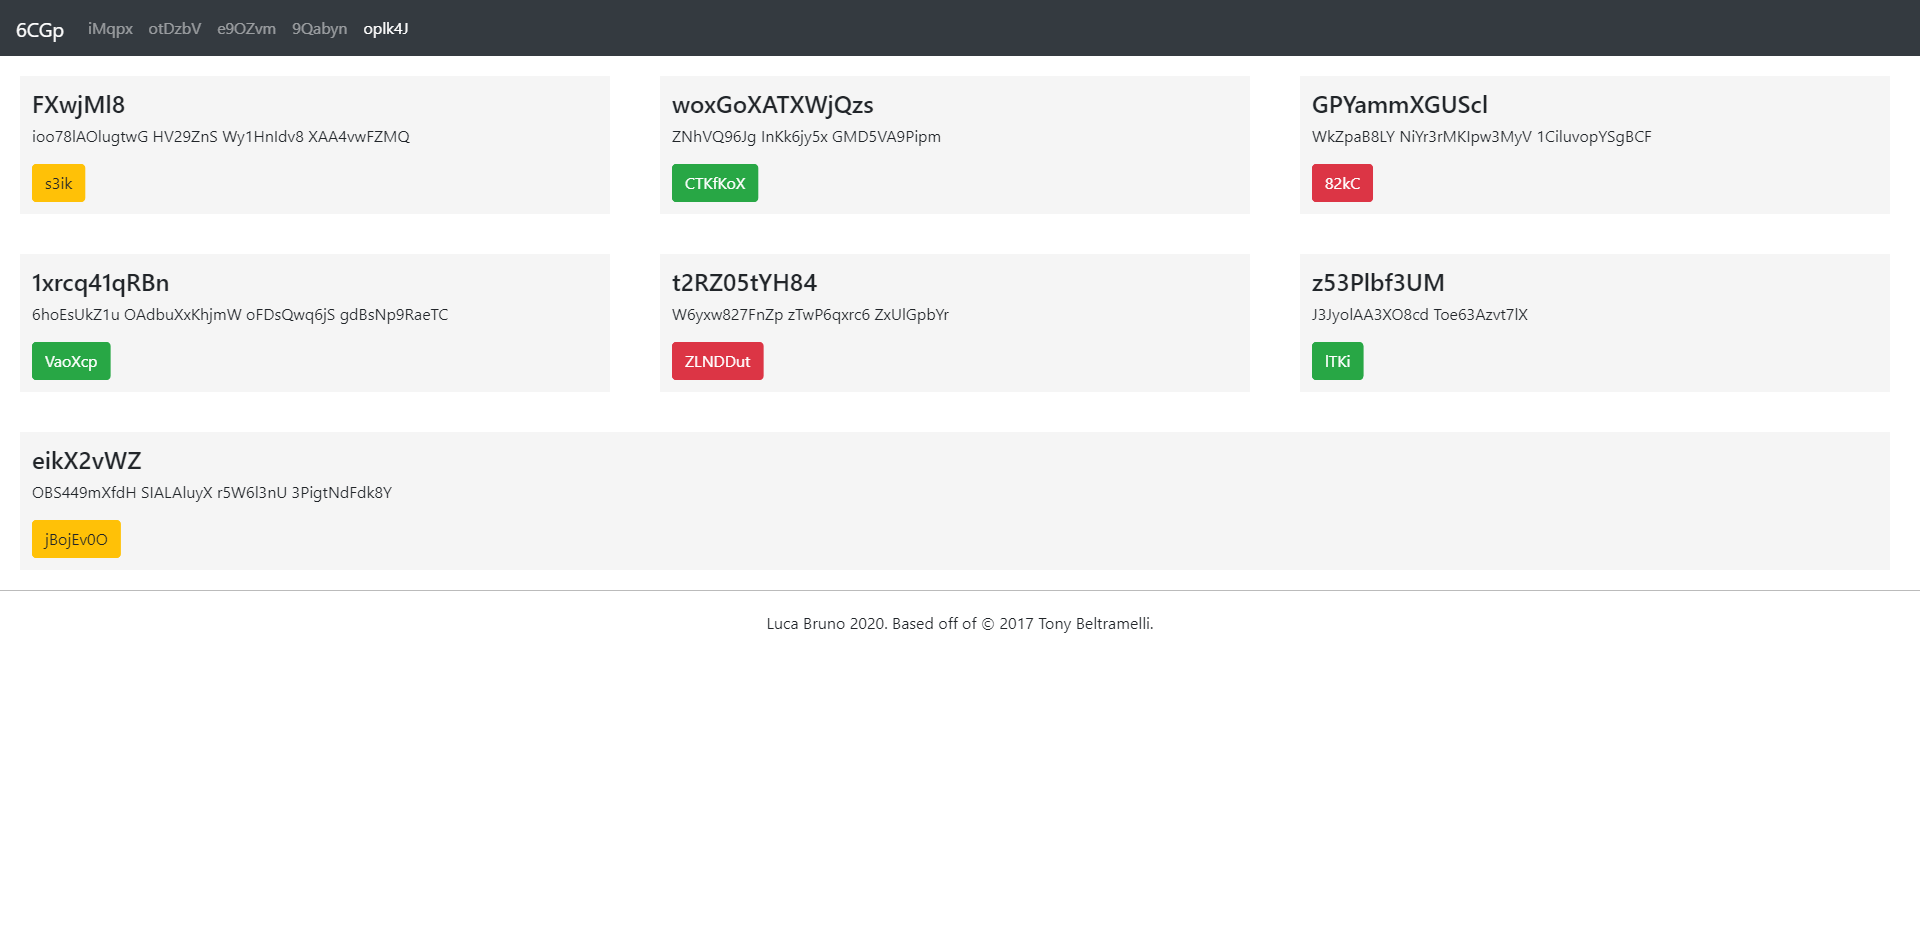 6CGp iMqpx otDzbV e9OZvm 9Qabyn oplk4J
FXwjMl8
ioo78lAOlugtwG HV29ZnS Wy1HnIdv8 XAA4vwFZMQ
s3ik
woxGoXATXWjQzs
ZNhVQ96Jg InKk6jy5x GMD5VA9Pipm
CTKfKoX
GPYammXGUScl
WkZpaB8LY NiYr3rMKIpw3MyV 1CiluvopYSgBCF
82kC
1xrcq41qRBn
6hoEsUkZ1u OAdbuXxKhjmW oFDsQwq6jS gdBsNp9RaeTC
VaoXcp
t2RZ05tYH84
W6yxw827FnZp zTwP6qxrc6 ZxUlGpbYr
ZLNDDut
z53Plbf3UM
J3JyolAA3XO8cd Toe63Azvt7lX
lTKi
eikX2vWZ
OBS449mXfdH SIALAluyX r5W6l3nU 3PigtNdFdk8Y
jBojEv0O
Luca Bruno 2020. Based off of © 2017 Tony Beltramelli.